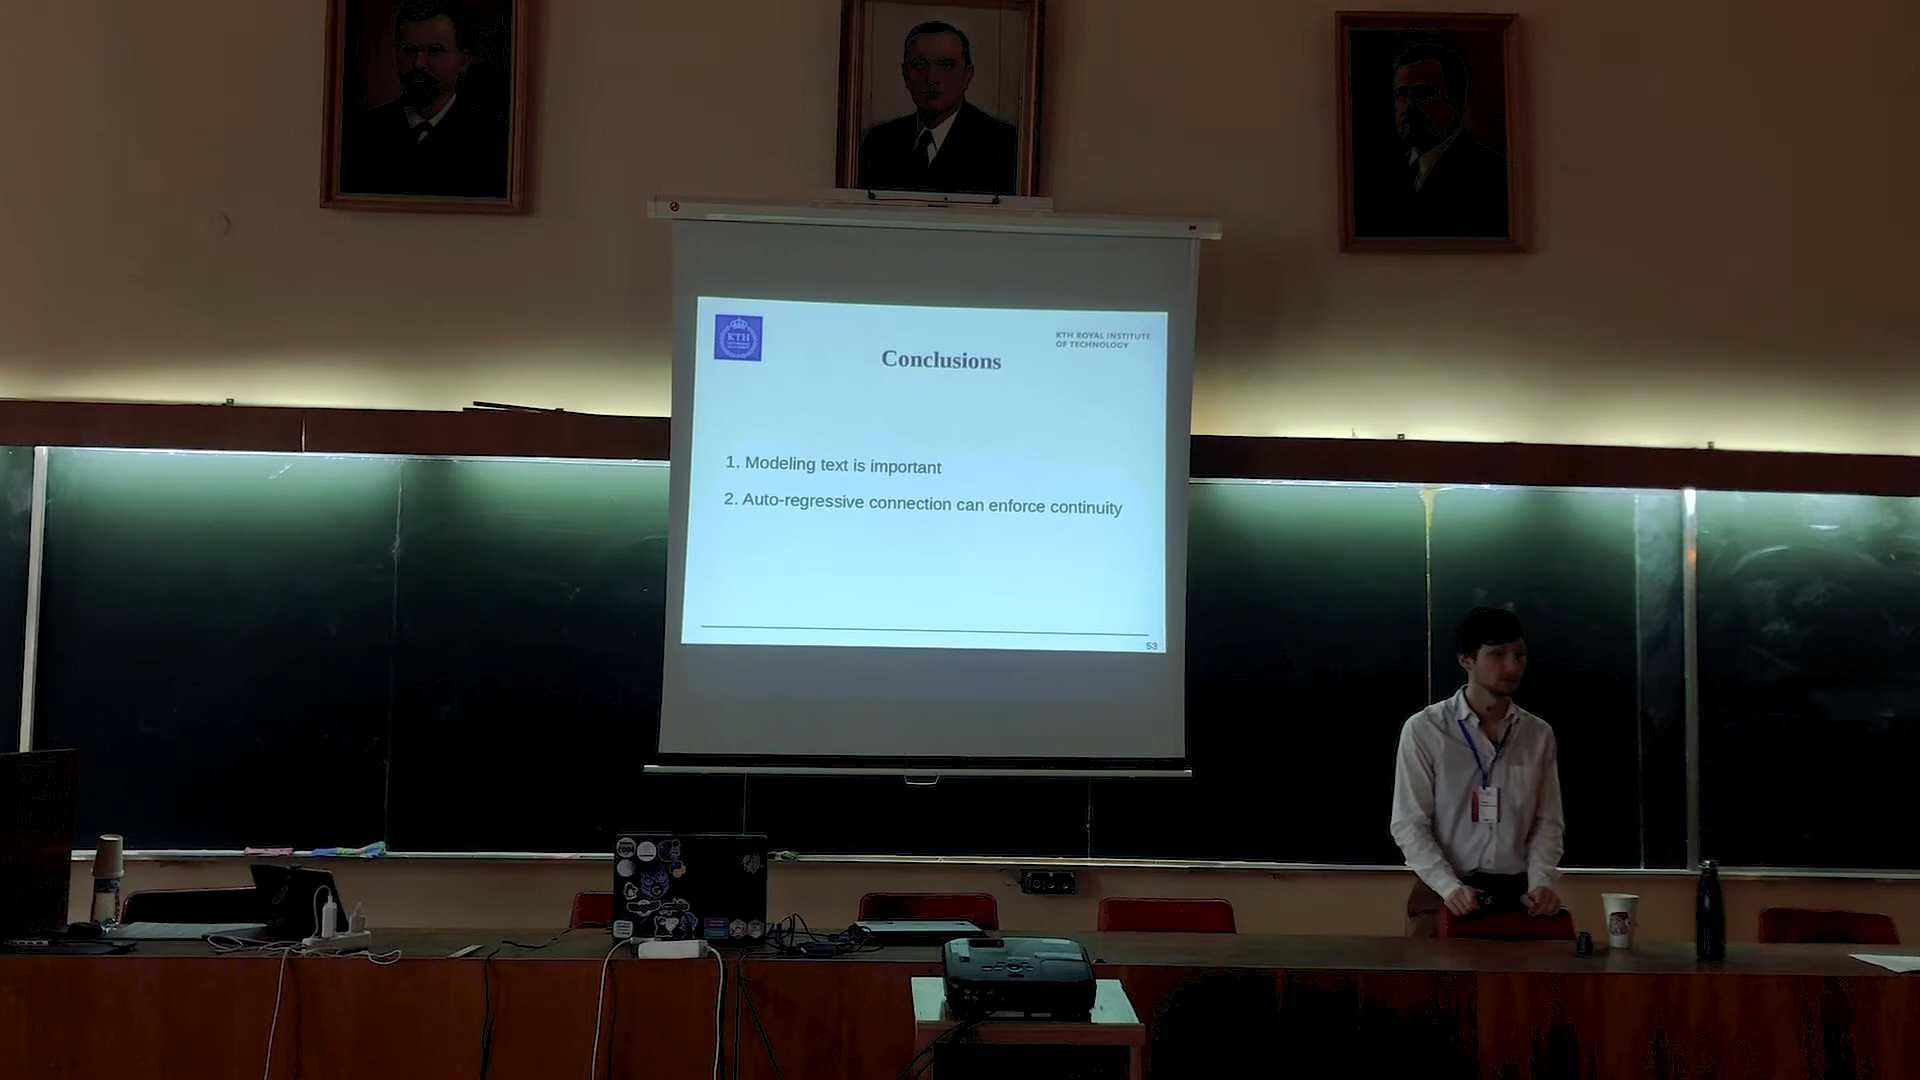 KTH
KTH ROYAL INSTITUTE
OF TECHNOLOGY
Conclusions
1. Modeling text is important
2. Auto-regressive connection can enforce continuity
53